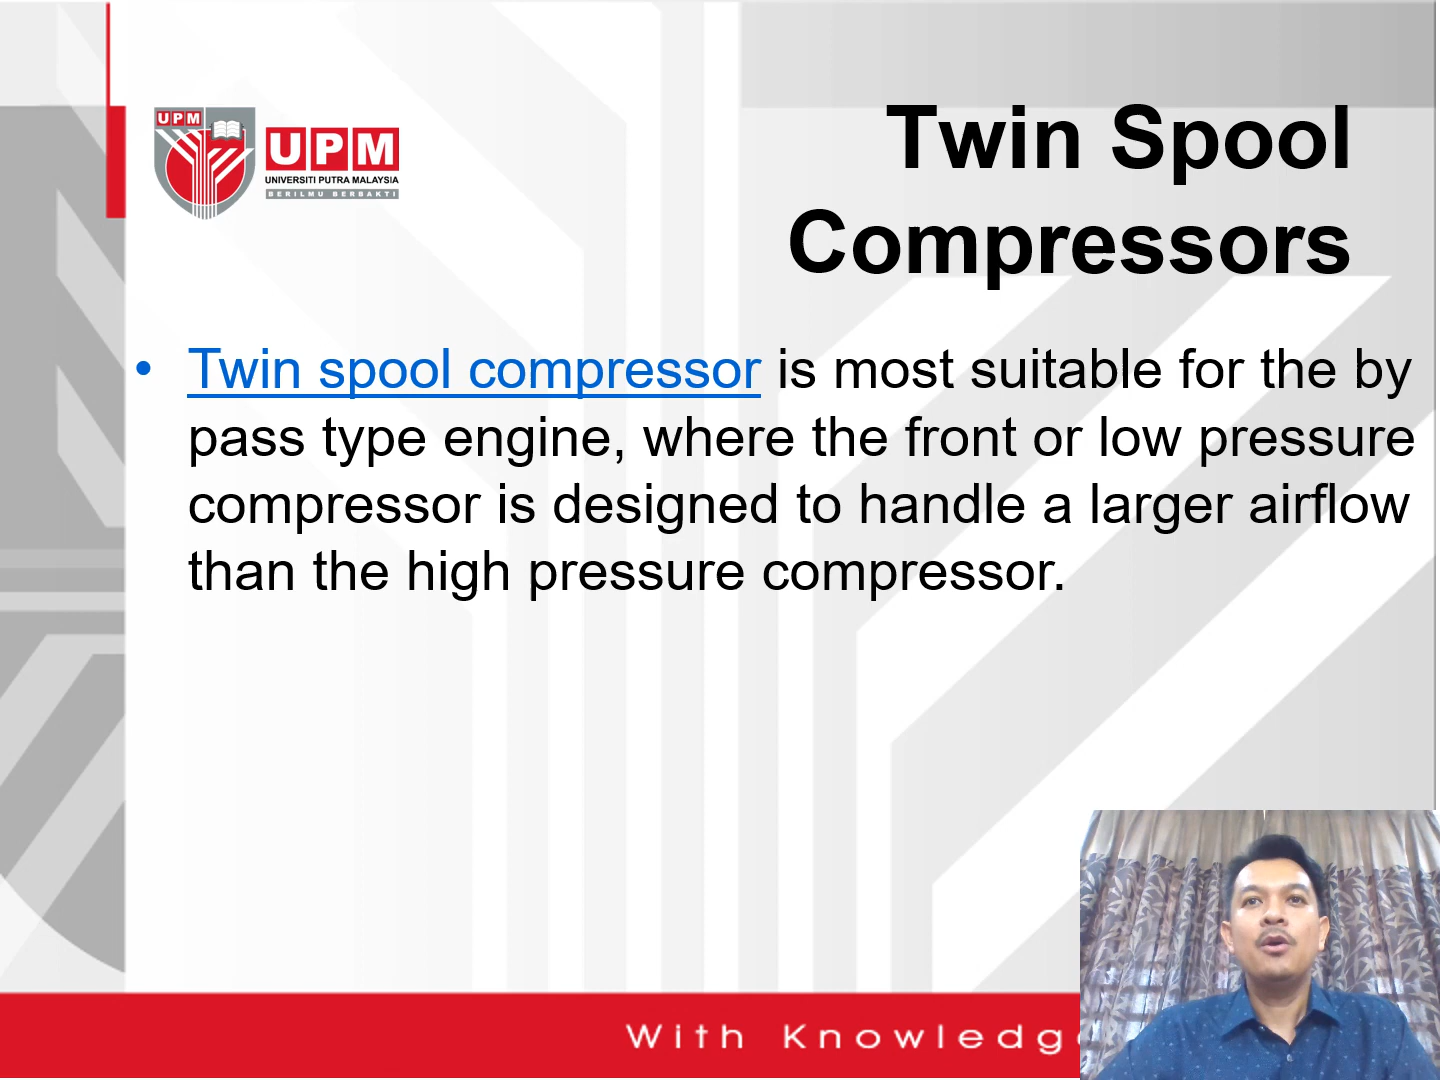 UPM
UPM
UNIVERSITI PUTRA MALAYSIA
BERILMU BERBAKTI
Twin Spool
Compressors
• Twin spool compressor is most suitable for the by
pass type engine, where the front or low pressure
compressor is designed to handle a larger airflow
than the high pressure compressor.
With Knowledge